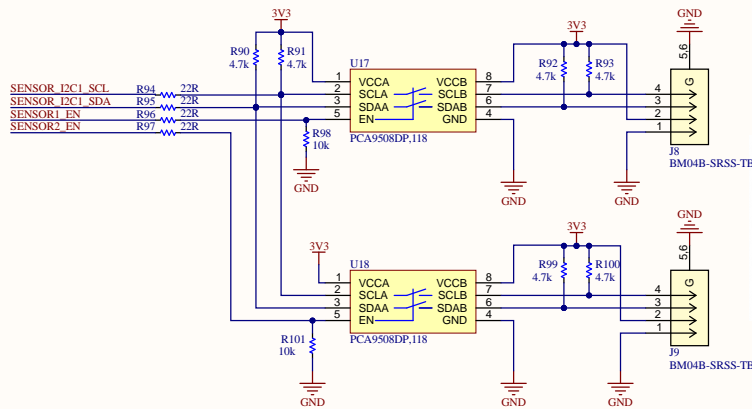 3V3
R90
4.7k
R91
4.7k
SENSOR_I2C1_SCL
R94
22R
SENSOR_I2C1_SDA
R95
22R
SENSOR1_EN
R96
22R
SENSOR2_EN
R97
22R
R98
10k
GND
U17
1
VCCA
VCCB
8
2
SCLA
SCLB
7
3
SDAA
SDAB
6
5
EN
GND
4
PCA9508DP,118
GND
3V3
R92
4.7k
R93
4.7k
GND
GND
5,6
G
4
3
2
1
J8
BM04B-SRSS-TB
3V3
R101
10k
GND
U18
1
VCCA
VCCB
8
2
SCLA
SCLB
7
3
SDAA
SDAB
6
5
EN
GND
4
PCA9508DP,118
GND
3V3
R99
4.7k
R100
4.7k
GND
GND
5,6
G
4
3
2
1
J9
BM04B-SRSS-TB